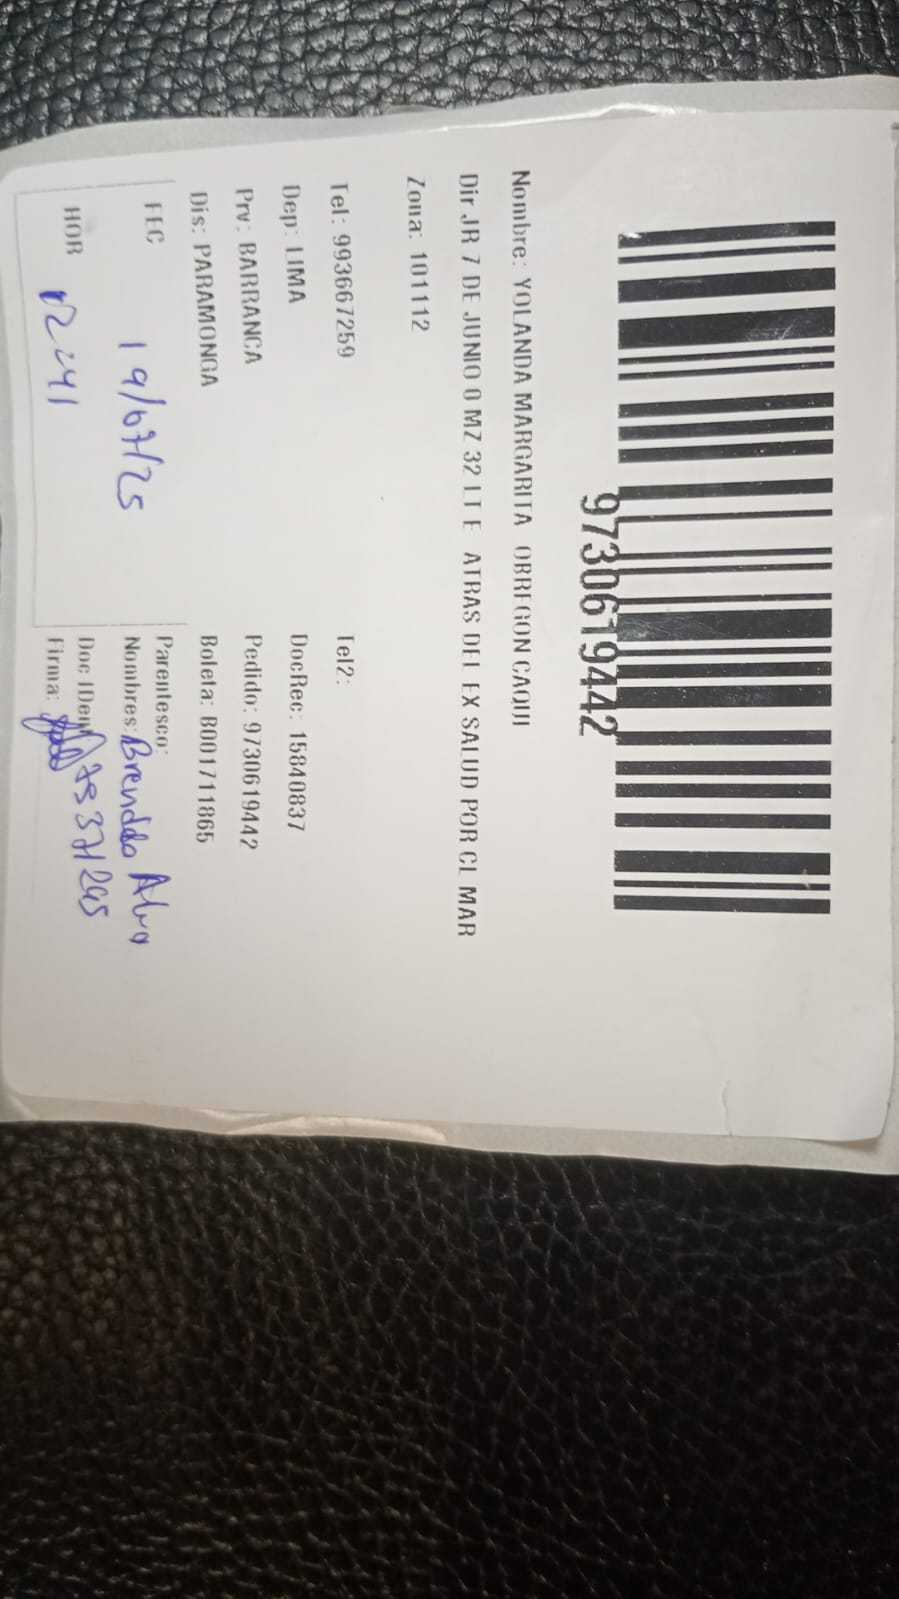 9730619442
Nombre: YOLANDA MARGARITA OBREGON CAQUI
Dir JR 7 DE JUNIO 0 MZ 32 LT E ATRAS DEL EX SALUD POR CL MAR
Zona: 101112
Tel: 993667259 Tel2:
Dep: LIMA DocRec: 15840837
Prv: BARRANCA Pedido: 9730619442
Dis: PARAMONGA Boleta: B001711865
Parentesco:
FEC 19/07/25 Nombres: Brenddo Alva
Doc IDen
HOR 12:41 Firma: